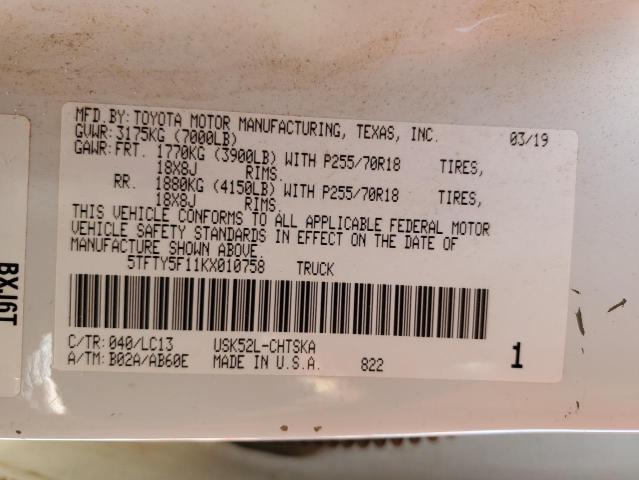 MFD.BY:TOYOTA MOTOR MANUFACTURING, TEXAS, INC. 03/19
GVWR:3175KG (7000LB)
GAWR:FRT. 1770KG (3900LB) WITH P255/70R18 TIRES,
18X8J RIMS.
RR. 1880KG (4150LB) WITH P255/70R18 TIRES,
18X8J RIMS.
THIS VEHICLE CONFORMS TO ALL APPLICABLE FEDERAL MOTOR
VEHICLE SAFETY STANDARDS IN EFFECT ON THE DATE OF
MANUFACTURE SHOWN ABOVE.
5TFTY5F11KX010758 TRUCK
C/TR:040/LC13 USK52L-CHTSKA
A/TM:B02A/AB60E MADE IN U.S.A. 822 1
BXJ6T